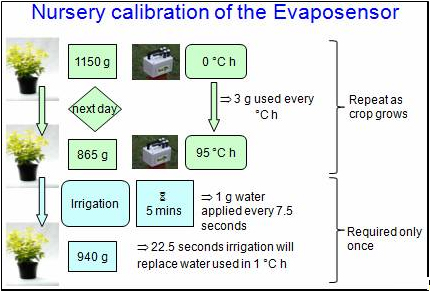 Nursery calibration of the Evaposensor
1150 g
0 °C h
next day
⇒ 3 g used every
°C h
Repeat as
crop grows
865 g
95 °C h
Irrigation
5 mins
⇒ 1 g water
applied every 7.5
seconds
Required only
once
940 g
⇒ 22.5 seconds irrigation will
replace water used in 1 °C h